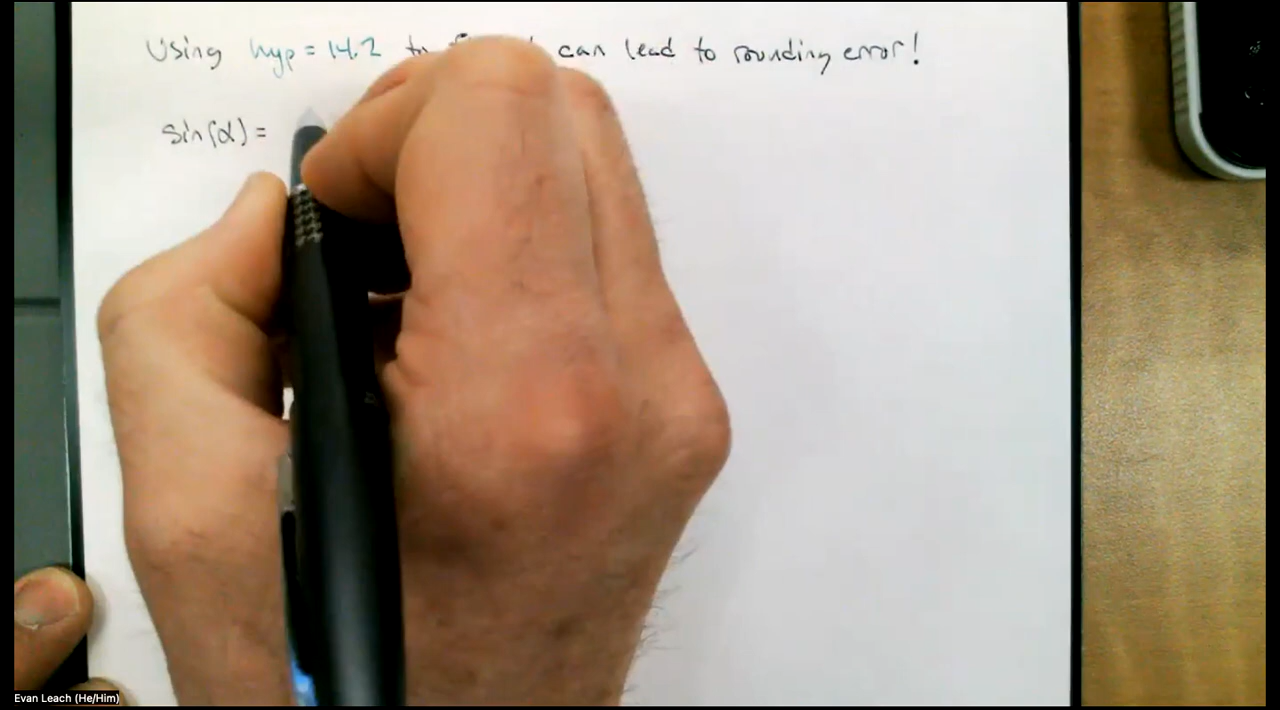 Using hyp = 14.2 to can lead to rounding error!
sin(α) =
Evan Leach (He/Him)